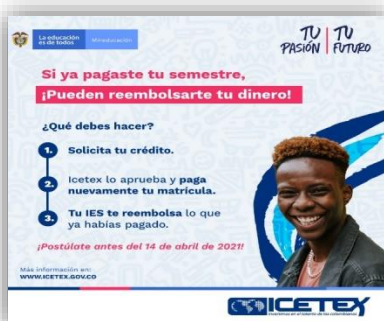 La educación
es de todos
Mineducación
TU TU
PASIÓN FUTURO
Si ya pagaste tu semestre,
¡Pueden reembolsarte tu dinero!
¿Qué debes hacer?
1. Solicita tu crédito.
2. Icetex lo aprueba y paga
nuevamente tu matrícula.
3. Tu IES te reembolsa lo que
ya habías pagado.
¡Postúlate antes del 14 de abril de 2021!
Más información en:
WWW.ICETEX.GOV.CO
ICETEX